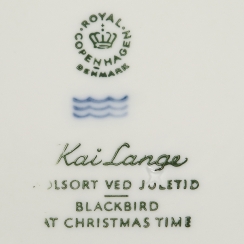 ROYAL
COPENHAGEN
DENMARK
Kai Lange
OLSORT VED JULETID
BLACKBIRD
AT CHRISTMAS TIME